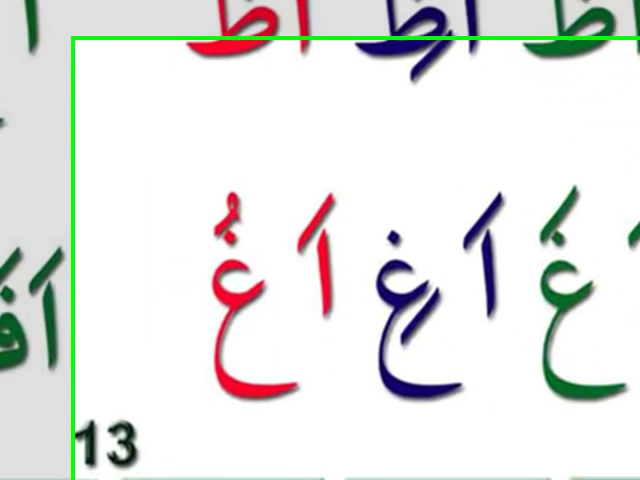 اَظَ اَظِ اَظُ
اَغَ اَغِ اَغُ
اَفَ
13